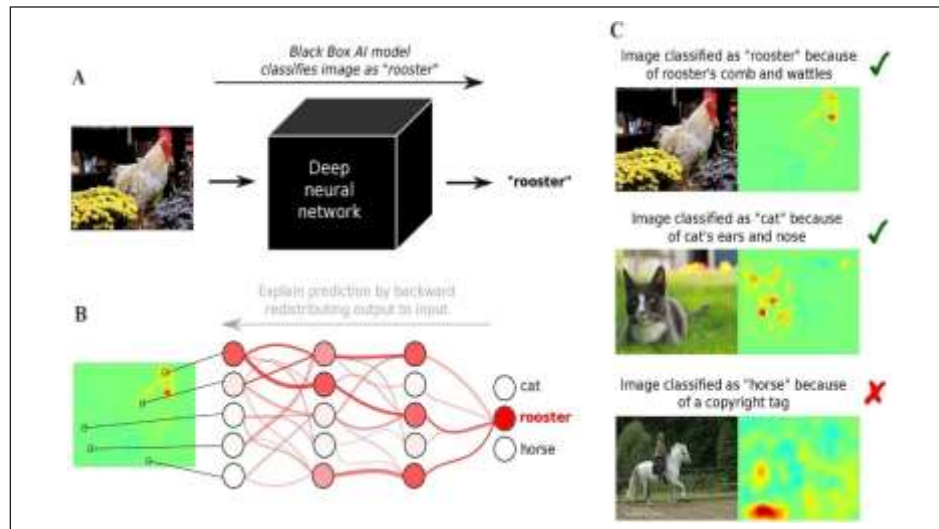 A
Black Box AI model
classifies image as "rooster"
Deep
neural
network
"rooster"
B
Explain prediction by backward
redistributing output to input
cat
rooster
horse
C
Image classified as "rooster" because
of rooster's comb and wattles
Image classified as "cat" because
of cat's ears and nose
Image classified as "horse" because
of a copyright tag